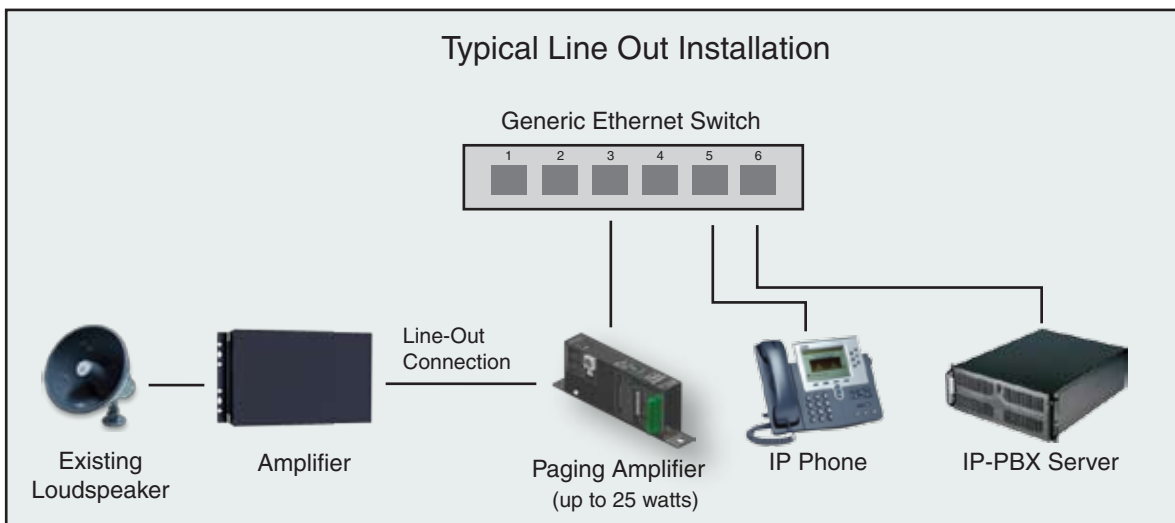 Typical Line Out Installation
Generic Ethernet Switch
1 2 3 4 5 6
Line-Out
Connection
Existing
Loudspeaker
Amplifier
Paging Amplifier
(up to 25 watts)
IP Phone
IP-PBX Server